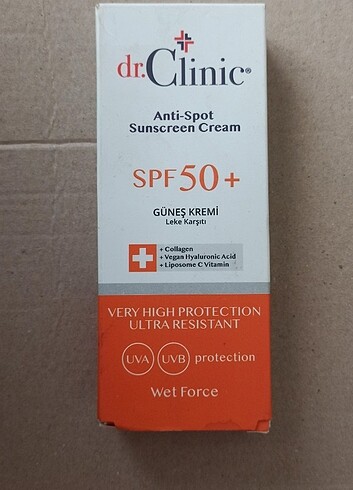 dr.Clinic®
Anti-Spot
Sunscreen Cream
SPF50+
GÜNEŞ KREMİ
Leke Karşıtı
+ Collagen
+ Vegan Hyaluronic Acid
+ Liposome C Vitamin
VERY HIGH PROTECTION
ULTRA RESISTANT
UVA UVB protection
Wet Force